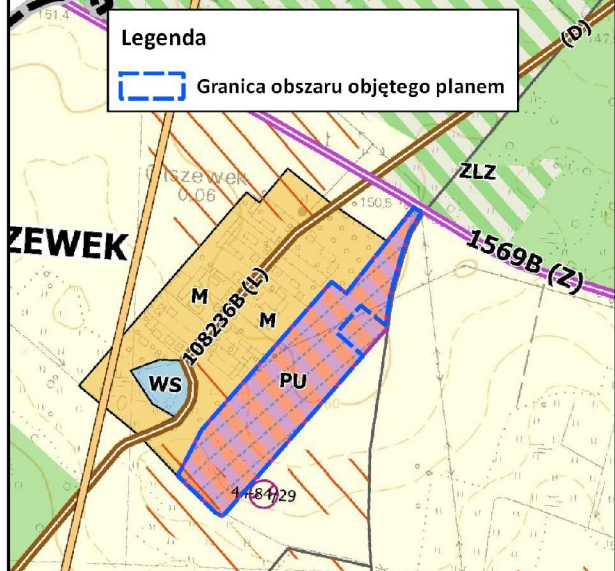 151,4
Legenda
Granica obszaru objętego planem
(D)
Olszewek
0.06
ZLZ
150,5
ZEWEK
1569B (Z)
M
108236B (L)
M
WS
PU
4-84/29